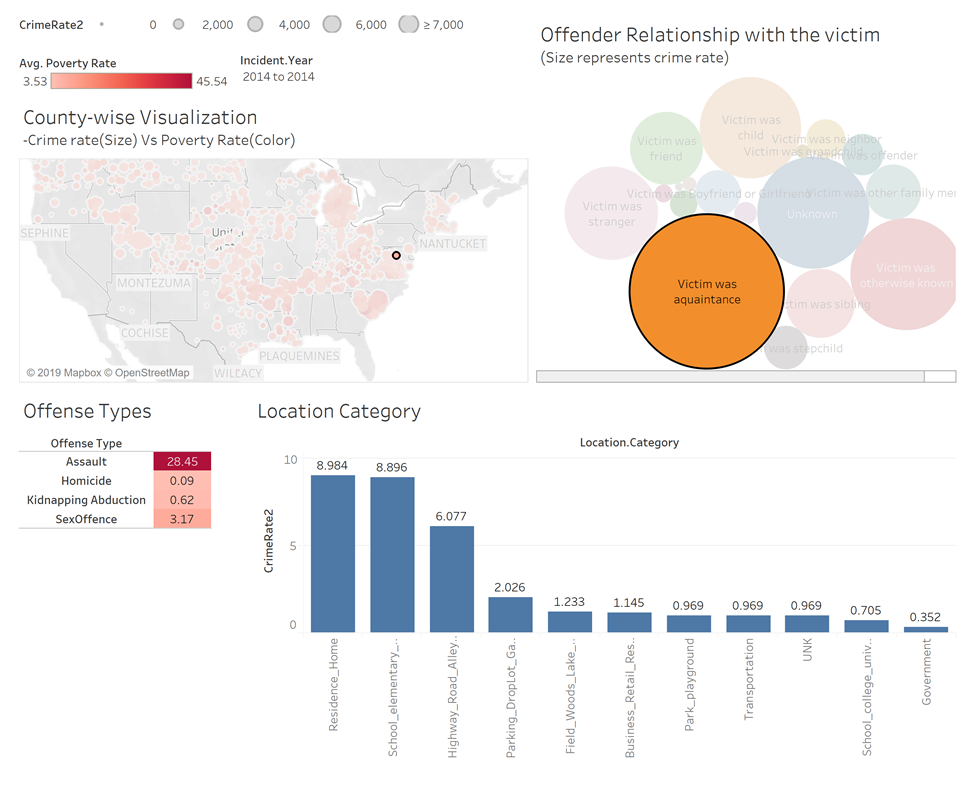 CrimeRate2
0
2,000
4,000
6,000
≥ 7,000
Avg. Poverty Rate
3.53
45.54
Incident.Year
2014 to 2014
County-wise Visualization
-Crime rate(Size) Vs Poverty Rate(Color)
SEPHINE
NANTUCKET
MONTEZUMA
COCHISE
PLAQUEMINES
WILLACY
© 2019 Mapbox © OpenStreetMap
Offender Relationship with the victim
(Size represents crime rate)
Victim was
child
Victim was
friend
Victim was neighbor
Victim was grandchild
offender
Victim was Boyfriend or Girlfriend
Victim was other family mer
Victim was
stranger
Unknown
Victim was
otherwise known
Victim was
aquaintance
ctim was sibling
was stepchild
Offense Types
Offense Type
Assault 28.45
Homicide 0.09
Kidnapping Abduction 0.62
SexOffence 3.17
Location Category
Location.Category
CrimeRate2
10
5
0
8.984
8.896
6.077
2.026
1.233
1.145
0.969
0.969
0.969
0.705
0.352
Residence_Home
School_elementary_..
Highway_Road_Alley..
Parking_DropLot_Ga..
Field_Woods_Lake_..
Business_Retail_Res..
Park_playground
Transportation
UNK
School_college_univ..
Government